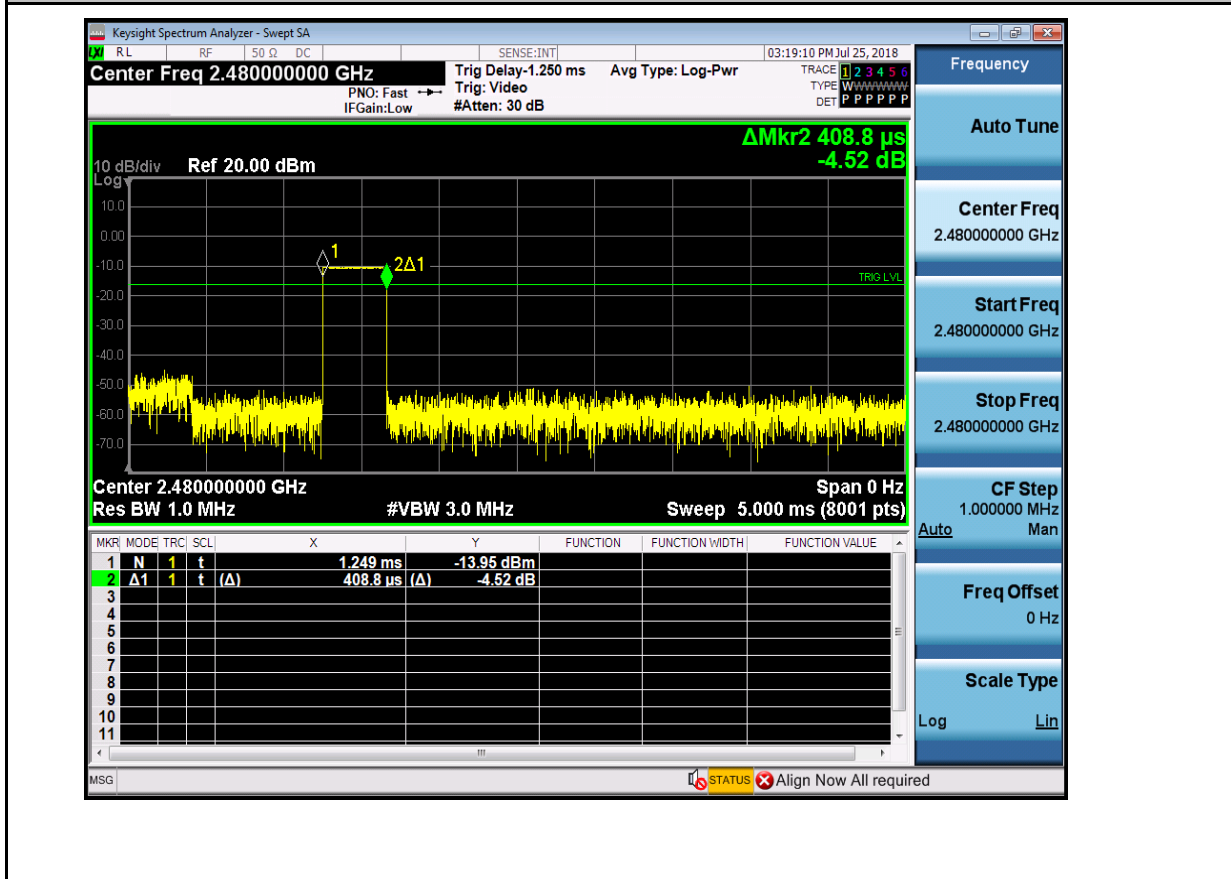 Keysight Spectrum Analyzer - Swept SA
LXI RL RF 50 Ω DC SENSE:INT 03:19:10 PM Jul 25, 2018
Center Freq 2.480000000 GHz Trig Delay-1.250 ms Avg Type: Log-Pwr TRACE 1 2 3 4 5 6
PNO: Fast Trig: Video TYPE WWWWWW
IFGain:Low #Atten: 30 dB DET P P P P P P
ΔMkr2 408.8 µs
-4.52 dB
10 dB/div Ref 20.00 dBm
Log
10.0
0.00
-10.0
-20.0
-30.0
-40.0
-50.0
-60.0
-70.0
1
2Δ1
TRIG LVL
Center 2.480000000 GHz Span 0 Hz
Res BW 1.0 MHz #VBW 3.0 MHz Sweep 5.000 ms (8001 pts)
MKR MODE TRC SCL X Y FUNCTION FUNCTION WIDTH FUNCTION VALUE
1 N 1 t 1.249 ms -13.95 dBm
2 Δ1 1 t (Δ) 408.8 µs (Δ) -4.52 dB
3
4
5
6
7
8
9
10
11
MSG STATUS Align Now All required
Frequency
Auto Tune
Center Freq
2.480000000 GHz
Start Freq
2.480000000 GHz
Stop Freq
2.480000000 GHz
CF Step
1.000000 MHz
Auto Man
Freq Offset
0 Hz
Scale Type
Log Lin